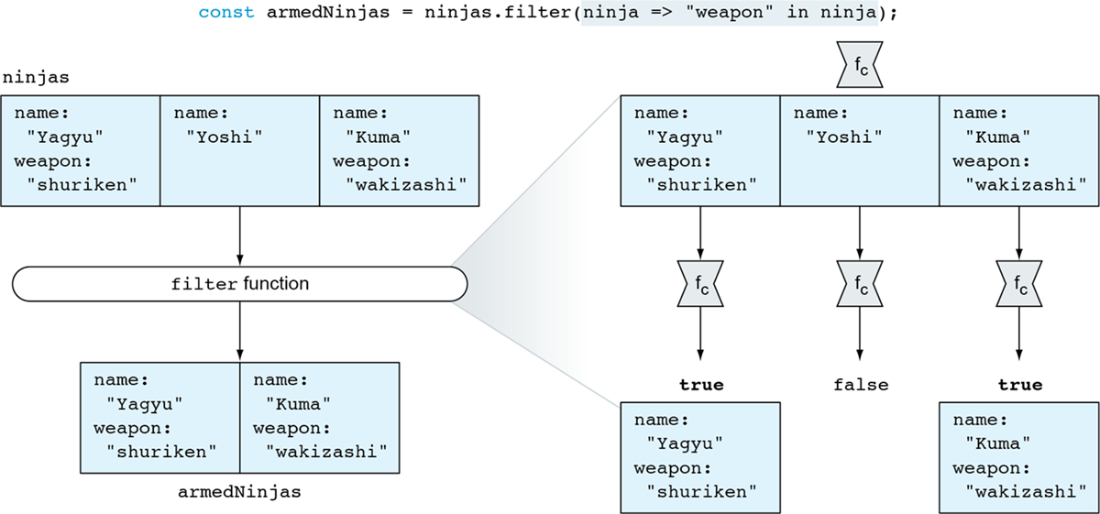 const armedNinjas = ninjas.filter(ninja => "weapon" in ninja);
ninjas
name:
"Yagyu"
weapon:
"shuriken"
name:
"Yoshi"
name:
"Kuma"
weapon:
"wakizashi"
filter function
name:
"Yagyu"
weapon:
"shuriken"
name:
"Kuma"
weapon:
"wakizashi"
armedNinjas
fc
name:
"Yagyu"
weapon:
"shuriken"
name:
"Yoshi"
name:
"Kuma"
weapon:
"wakizashi"
fc
fc
fc
true
false
true
name:
"Yagyu"
weapon:
"shuriken"
name:
"Kuma"
weapon:
"wakizashi"